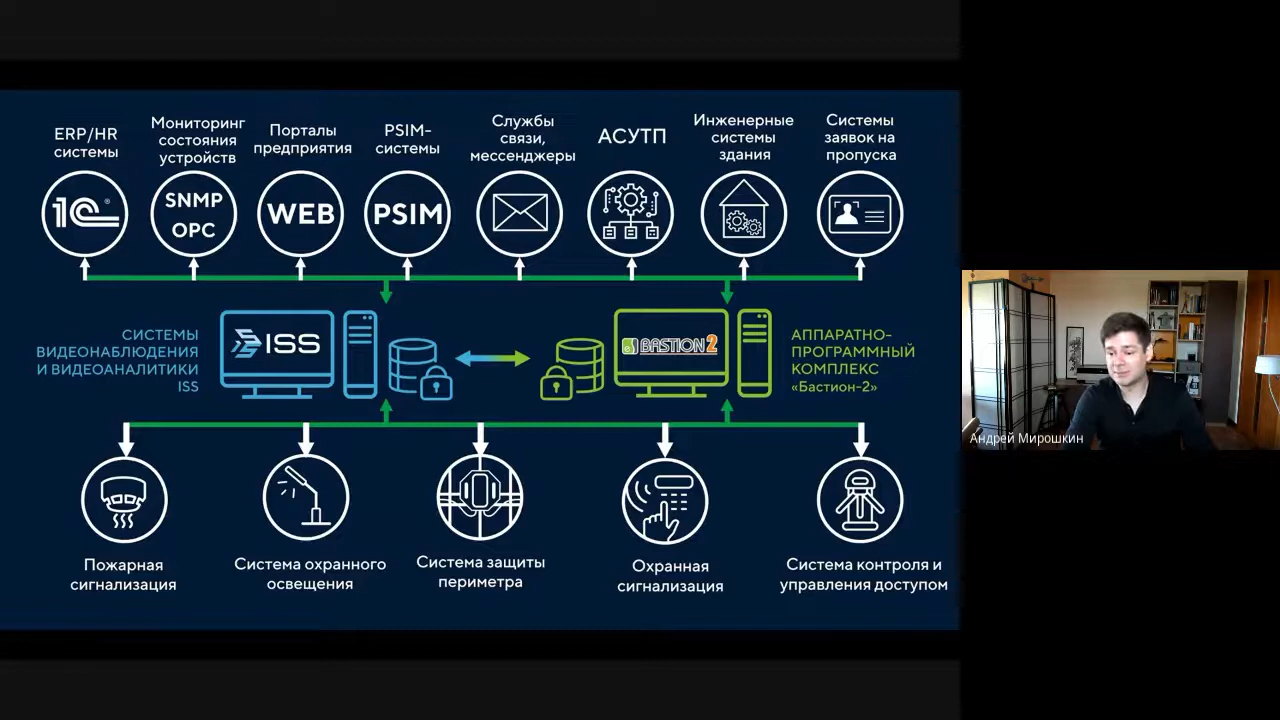 ERP/HR
системы
Мониторинг
состояния
устройств
Порталы
предприятия
PSIM-
системы
Службы
связи,
мессенджеры
АСУТП
Инженерные
системы
здания
Системы
заявок на
пропуска
1С®
SNMP
OPC
WEB
PSIM
СИСТЕМЫ
ВИДЕОНАБЛЮДЕНИЯ
И ВИДЕОАНАЛИТИКИ
ISS
ISS
BASTION2
АППАРАТНО-
ПРОГРАММНЫЙ
КОМПЛЕКС
«Бастион-2»
Андрей Мирошкин
Пожарная
сигнализация
Система охранного
освещения
Система защиты
периметра
Охранная
сигнализация
Система контроля и
управления доступом